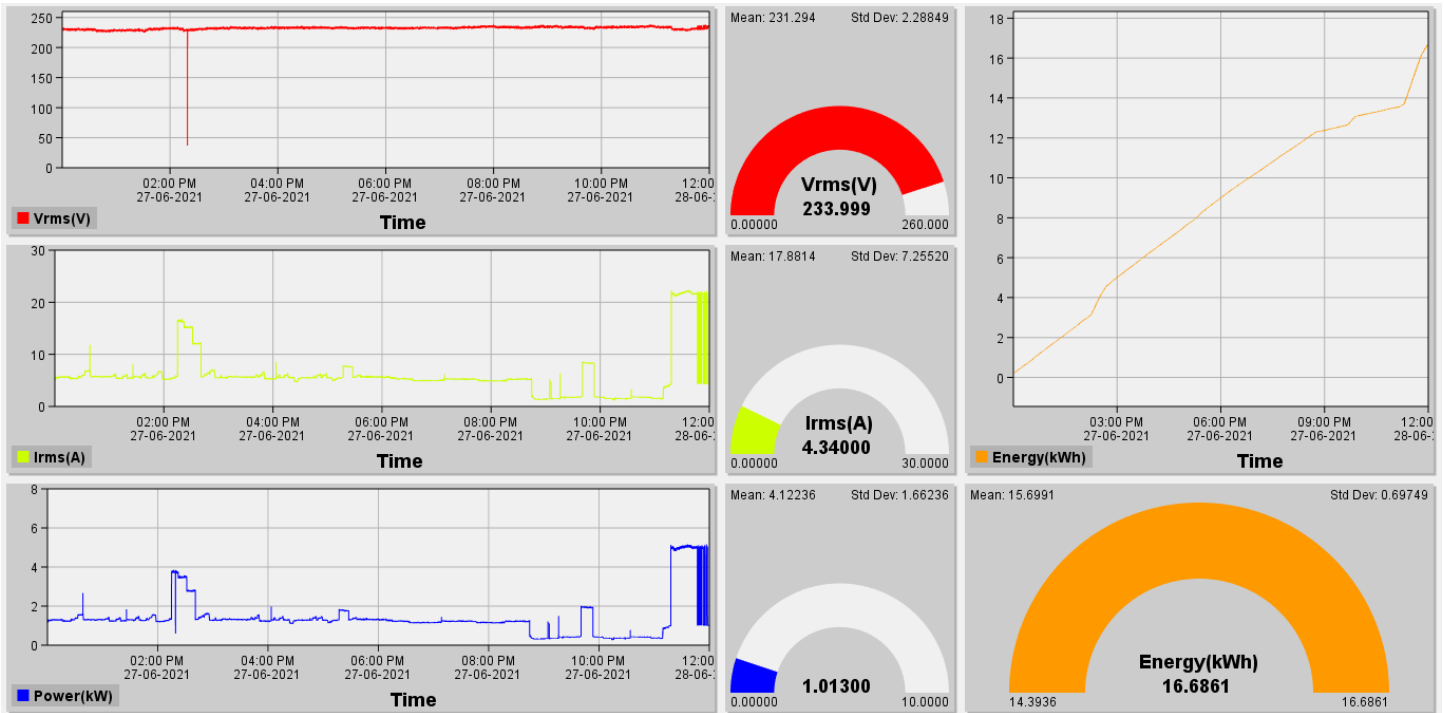 250
200
150
100
50
0
02:00 PM 04:00 PM 06:00 PM 08:00 PM 10:00 PM 12:00
27-06-2021 27-06-2021 27-06-2021 27-06-2021 27-06-2021 28-06-
Vrms(V)
Time
Mean: 231.294 Std Dev: 2.28849
Vrms(V)
233.999
0.00000 260.000
30
20
10
0
02:00 PM 04:00 PM 06:00 PM 08:00 PM 10:00 PM 12:00
27-06-2021 27-06-2021 27-06-2021 27-06-2021 27-06-2021 28-06-
Irms(A)
Time
Mean: 17.8814 Std Dev: 7.25520
Irms(A)
4.34000
0.00000 30.0000
18
16
14
12
10
8
6
4
2
0
03:00 PM 06:00 PM 09:00 PM 12:00
27-06-2021 27-06-2021 27-06-2021 28-06-
Energy(kWh)
Time
8
6
4
2
0
02:00 PM 04:00 PM 06:00 PM 08:00 PM 10:00 PM 12:00
27-06-2021 27-06-2021 27-06-2021 27-06-2021 27-06-2021 28-06-
Power(kW)
Time
Mean: 4.12236 Std Dev: 1.66236
1.01300
0.00000 10.0000
Mean: 15.6991 Std Dev: 0.69749
Energy(kWh)
16.6861
14.3936 16.6861